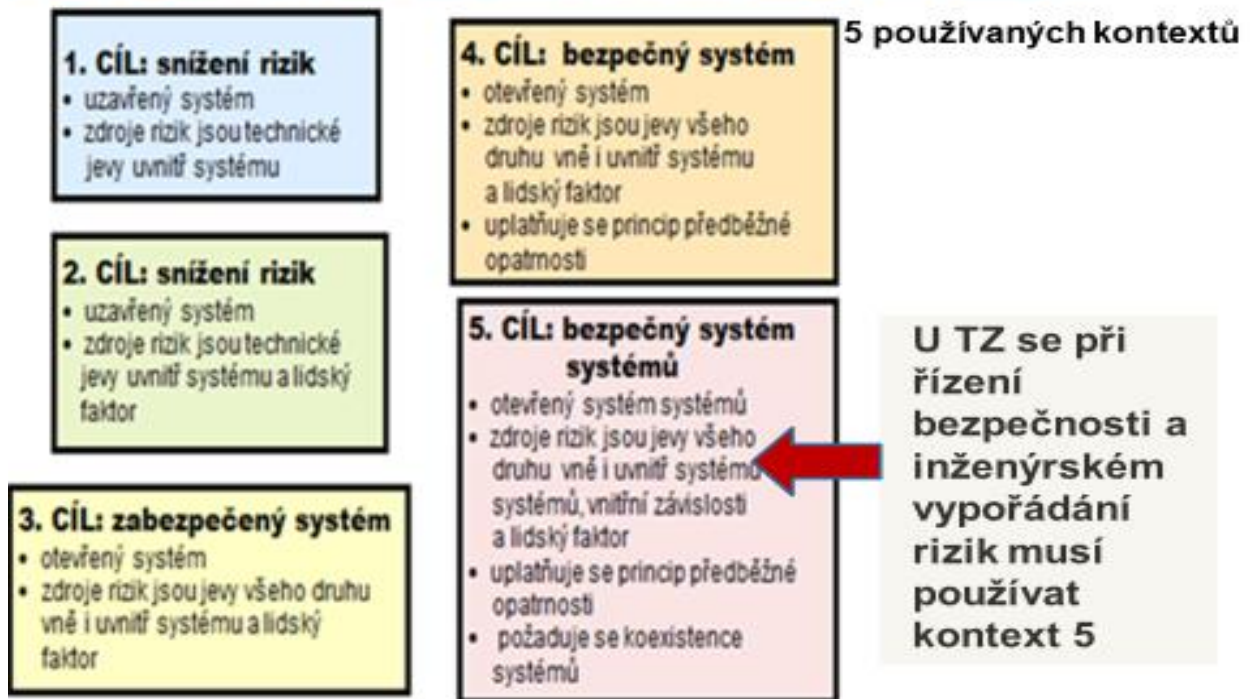 5 používaných kontextů
1. CÍL: snížení rizik
• uzavřený systém
• zdroje rizik jsou technické
jevy uvnitř systému
2. CÍL: snížení rizik
• uzavřený systém
• zdroje rizik jsou technické
jevy uvnitř systému a lidský
faktor
3. CÍL: zabezpečený systém
• otevřený systém
• zdroje rizik jsou jevy všeho druhu
vně i uvnitř systému a lidský
faktor
4. CÍL: bezpečný systém
• otevřený systém
• zdroje rizik jsou jevy všeho
druhu vně i uvnitř systému
a lidský faktor
• uplatňuje se princip předběžné
opatrnosti
5. CÍL: bezpečný systém
systémů
• otevřený systém systémů
• zdroje rizik jsou jevy všeho
druhu vně i uvnitř systému
systémů, vnitřní závislosti
a lidský faktor
• uplatňuje se princip předběžné
opatrnosti
• požaduje se koexistence
systémů
U TZ se při
řízení
bezpečnosti a
inženýrském
vypořádání
rizik musí
používat
kontext 5